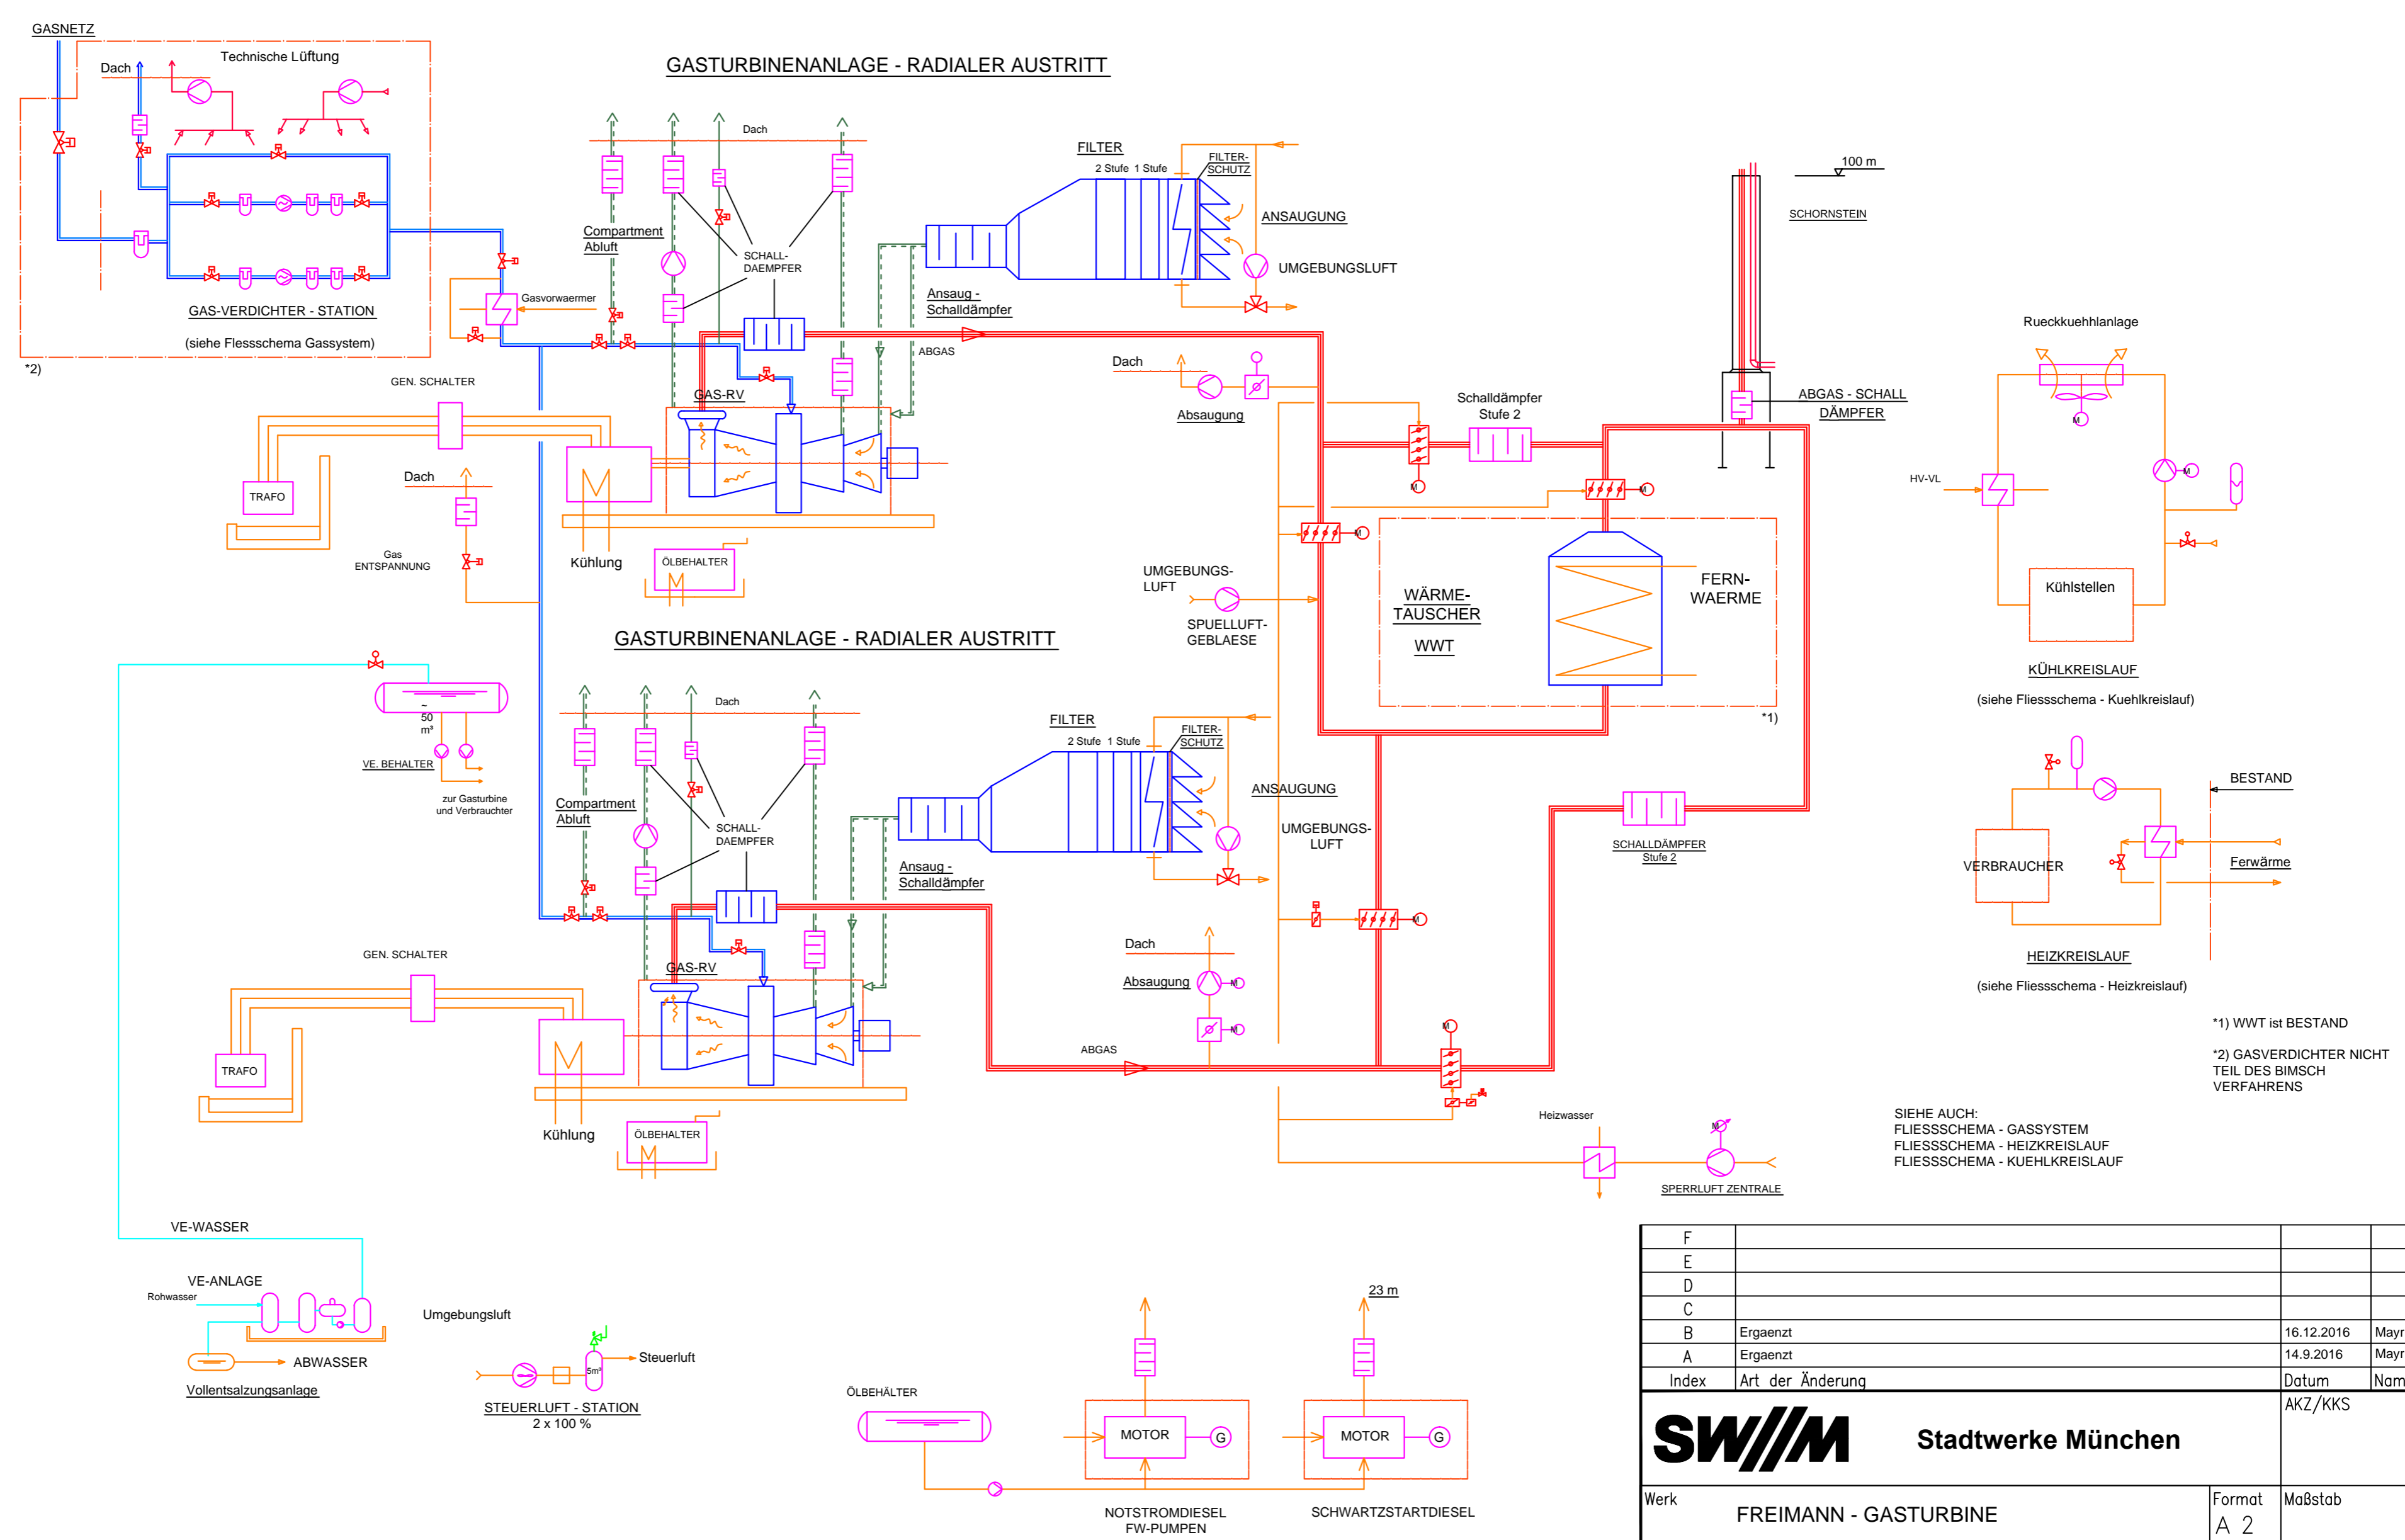 GASNETZ
Technische Lüftung
Dach
GAS-VERDICHTER - STATION
(siehe Flessschema Gassystem)
*2)
GASTURBINENANLAGE - RADIALER AUSTRITT
Dach
Compartment
Abluft
SCHALL-
DAEMPFER
Gasvorwaermer
Ansaug -
Schalldämpfer
ABGAS
FILTER
2 Stufe 1 Stufe
FILTER-
SCHUTZ
ANSAUGUNG
UMGEBUNGSLUFT
GEN. SCHALTER
GAS-RV
TRAFO
Dach
Gas
ENTSPANNUNG
Kühlung
ÖLBEHALTER
Dach
Absaugung
Schalldämpfer
Stufe 2
M
M
M
100 m
SCHORNSTEIN
ABGAS - SCHALL
DÄMPFER
UMGEBUNGS-
LUFT
SPUELLUFT-
GEBLAESE
WÄRME-
TAUSCHER
WWT
FERN-
WAERME
*1)
Rueckkuehhlanlage
M
HV-VL
M
Kühlstellen
KÜHLKREISLAUF
(siehe Fliessschema - Kuehlkreislauf)
GASTURBINENANLAGE - RADIALER AUSTRITT
~
50
m³
VE. BEHALTER
zur Gasturbine
und Verbrauchter
Dach
Compartment
Abluft
SCHALL-
DAEMPFER
Ansaug -
Schalldämpfer
FILTER
2 Stufe 1 Stufe
FILTER-
SCHUTZ
ANSAUGUNG
UMGEBUNGS-
LUFT
M
SCHALLDÄMPFER
Stufe 2
BESTAND
VERBRAUCHER
Ferwärme
HEIZKREISLAUF
(siehe Fliessschema - Heizkreislauf)
GEN. SCHALTER
GAS-RV
TRAFO
Kühlung
ÖLBEHALTER
ABGAS
Dach
Absaugung
M
M
M
*1) WWT ist BESTAND
*2) GASVERDICHTER NICHT
TEIL DES BIMSCH
VERFAHRENS
SIEHE AUCH:
FLIESSSCHEMA - GASSYSTEM
FLIESSSCHEMA - HEIZKREISLAUF
FLIESSSCHEMA - KUEHLKREISLAUF
Heizwasser
M
SPERRLUFT ZENTRALE
VE-WASSER
VE-ANLAGE
Rohwasser
ABWASSER
Vollentsalzungsanlage
Umgebungsluft
5m³
Steuerluft
STEUERLUFT - STATION
2 x 100 %
ÖLBEHÄLTER
MOTOR
G
NOTSTROMDIESEL
FW-PUMPEN
23 m
MOTOR
G
SCHWARTZSTARTDIESEL
F
E
D
C
B Ergaenzt 16.12.2016 Mayr
A Ergaenzt 14.9.2016 Mayr
Index Art der Änderung Datum Nam
SW//M
Stadtwerke München
AKZ/KKS
Werk
FREIMANN - GASTURBINE
Format
A 2
Maßstab